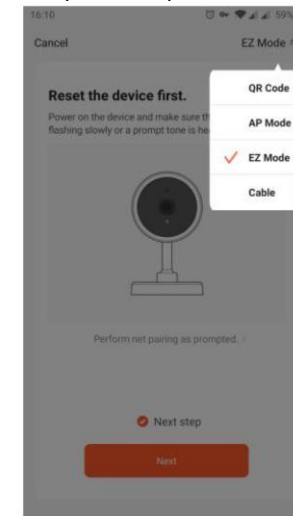 16:10 59%
Cancel EZ Mode
QR Code
AP Mode
EZ Mode
Cable
Reset the device first.
Power on the device and make sure th
flashing slowly or a prompt tone is he
Perform net pairing as prompted.
Next step
Next